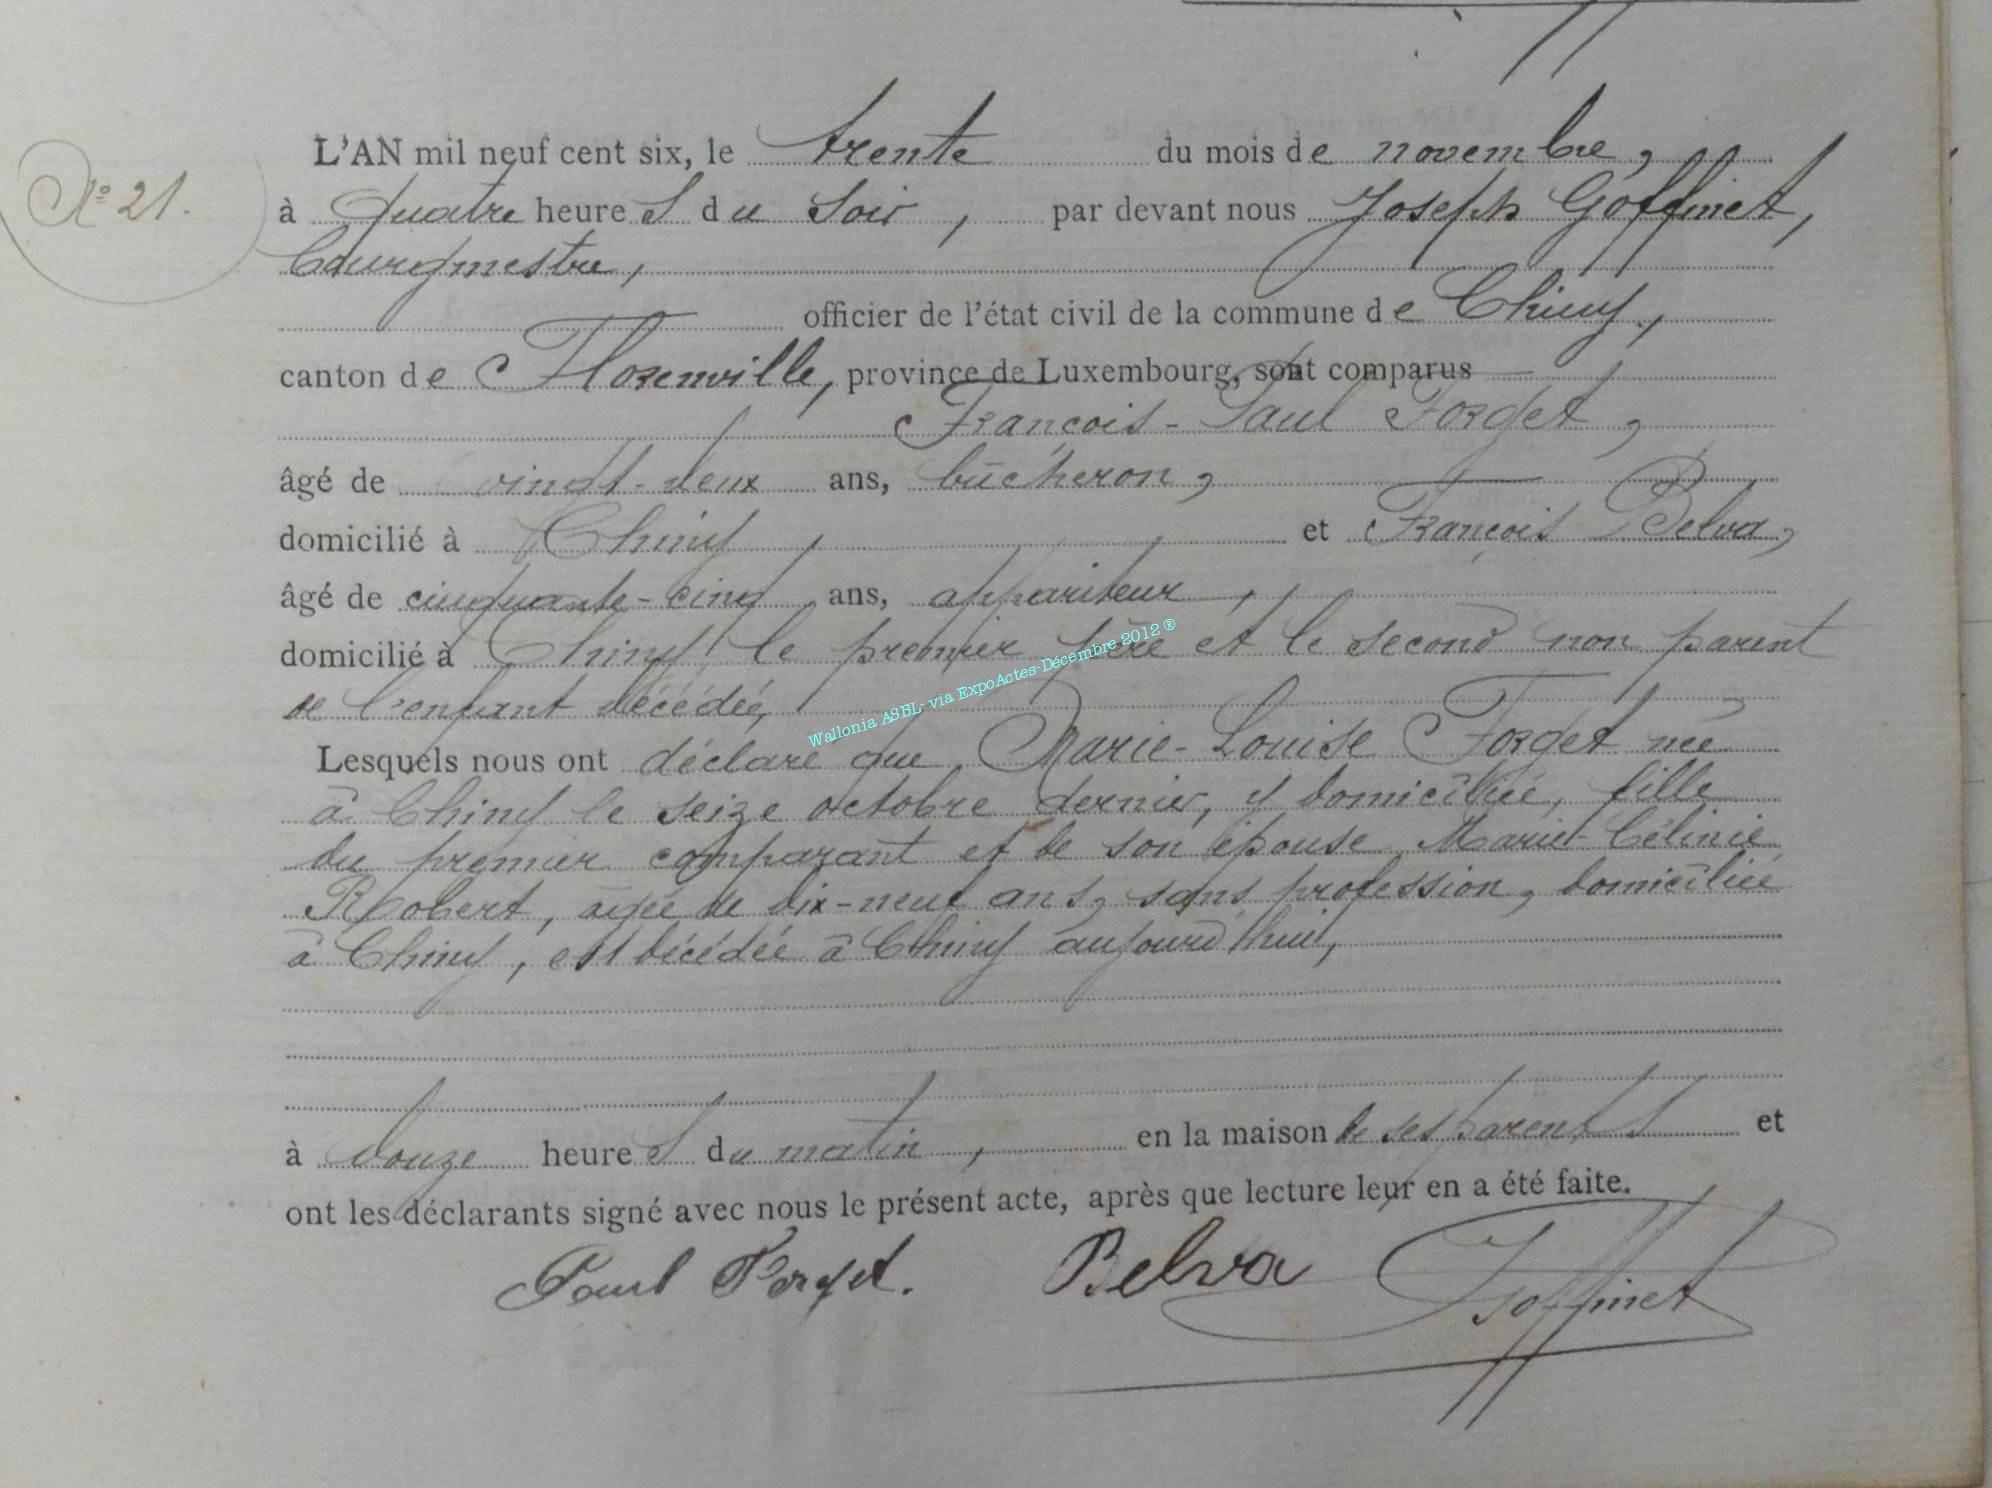 L'AN mil neuf cent six, le trente du mois de novembre,
N° 21.
à quatre heures du soir, par devant nous Joseph Goffinet,
bourgmestre,
officier de l'état civil de la commune de Chiny,
canton de Florenville, province de Luxembourg, sont comparus
François-Paul Forget,
âgé de vingt-deux ans, bûcheron,
domicilié à Chiny, et François Belva,
âgé de cinquante-cinq ans, appariteur,
domicilié à Chiny, le premier père et le second non parent
de l'enfant décédée,
Wallonia ASBL- via ExpoActes-Décembre 2012 ®
Lesquels nous ont déclaré que Marie-Louise Forget née
à Chiny le seize octobre dernier, y domiciliée, fille
du premier comparant et de son épouse Marie-Célinie
Robert, âgée de dix-neuf ans, sans profession, domiciliée
à Chiny, est décédée à Chiny aujourd'hui,
à douze heures du matin, en la maison de ses parents et
ont les déclarants signé avec nous le présent acte, après que lecture leur en a été faite.
Paul Forget. Belva JGoffinet